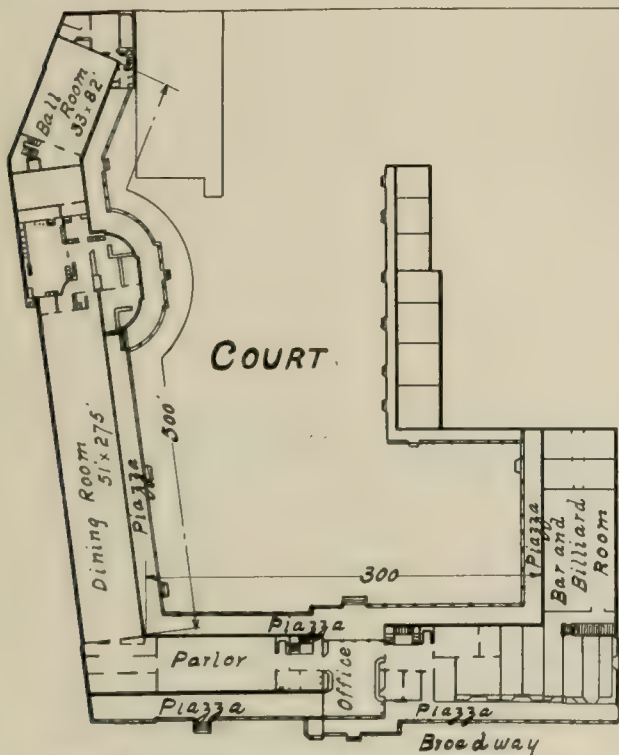 Ball
Room
33 x 82'
COURT
500'
Dining Room
51' x 275'
Piazza
Piazza
Bar and
Billiard
Room
300
Piazza
Parlor
Office
Piazza
Piazza
Broadway